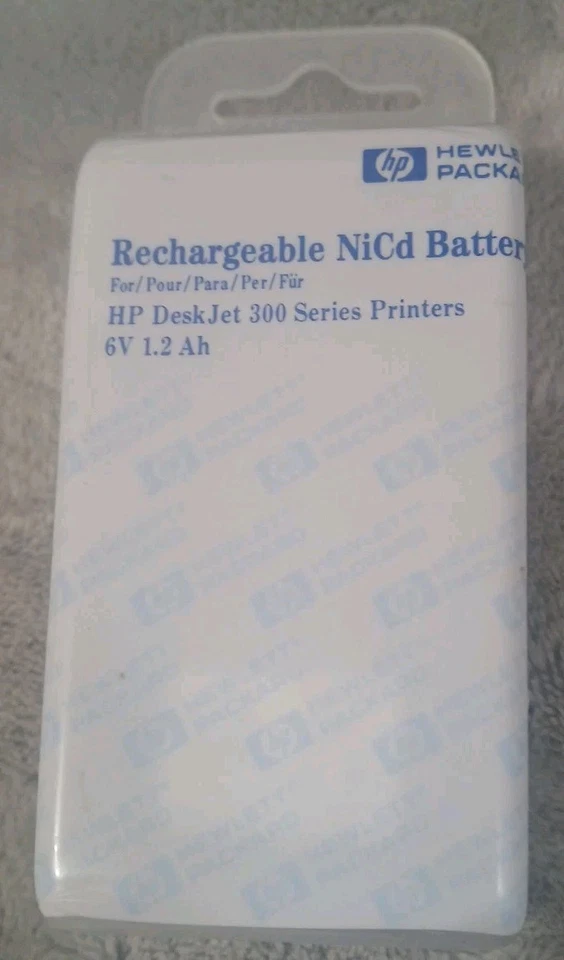 hp HEWLE
PACKA
Rechargeable NiCd Batter
For/Pour/Para/Per/Für
HP DeskJet 300 Series Printers
6V 1.2 Ah